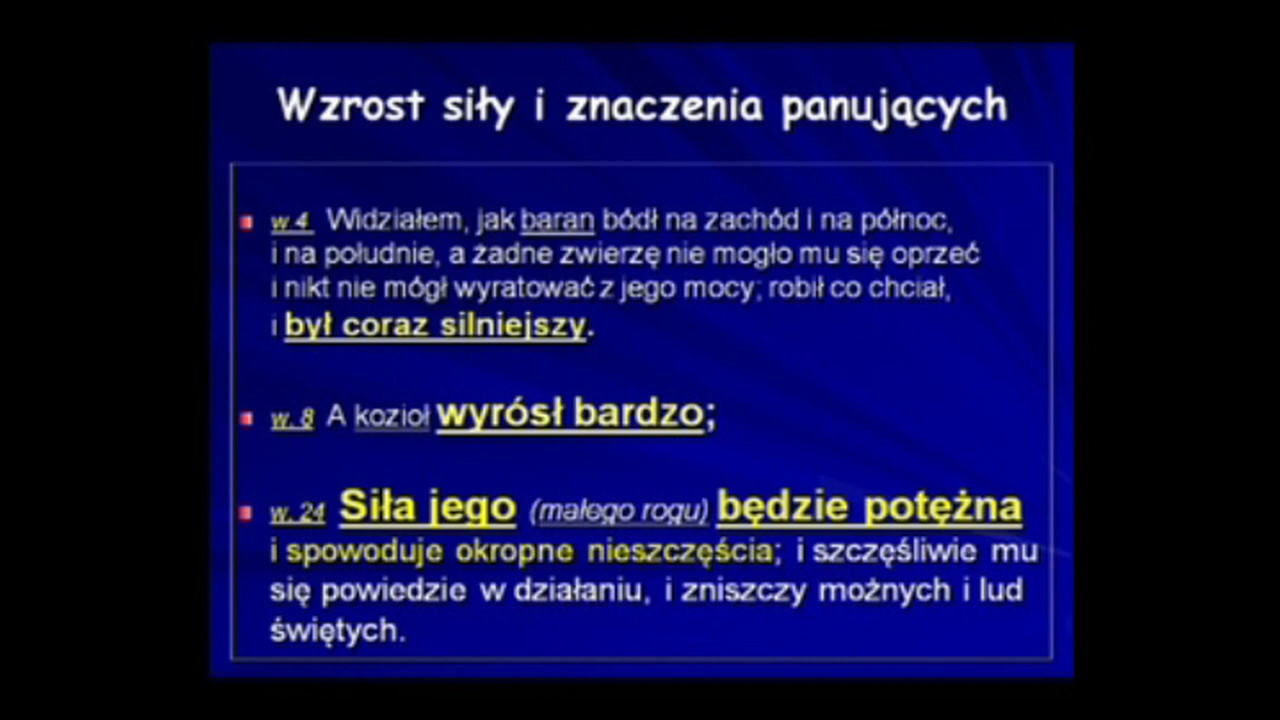 Wzrost siły i znaczenia panujących
w 4 Widziałem, jak baran bódł na zachód i na północ,
i na południe, a żadne zwierzę nie mogło mu się oprzeć
i nikt nie mógł wyratować z jego mocy; robił co chciał,
i był coraz silniejszy.
w. 8 A kozioł wyrósł bardzo;
w. 24 Siła jego (małego rogu) będzie potężna
i spowoduje okropne nieszczęścia; i szczęśliwie mu
się powiedzie w działaniu, i zniszczy możnych i lud
świętych.